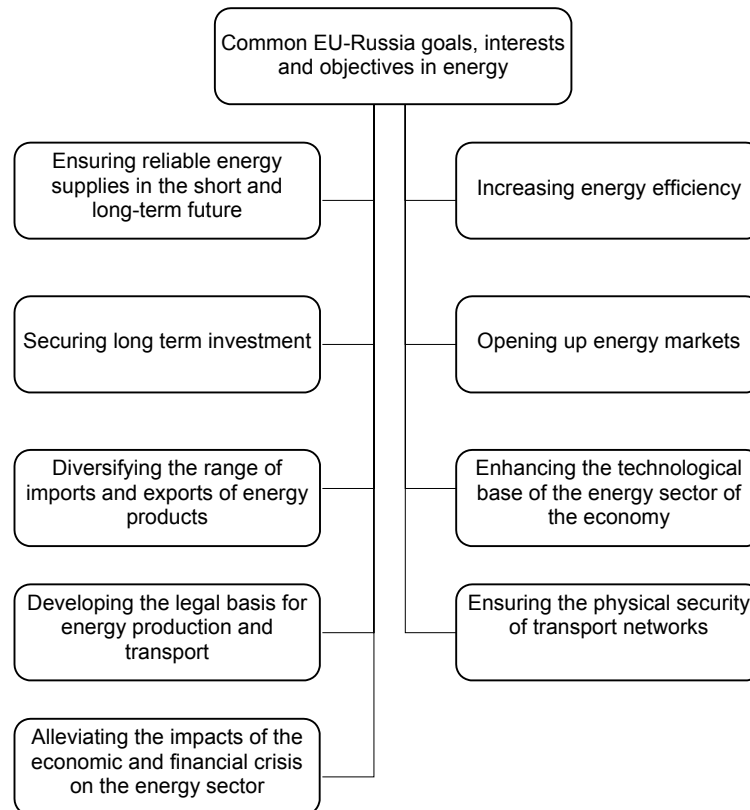 Common EU-Russia goals, interests
and objectives in energy
Ensuring reliable energy
supplies in the short and
long-term future
Increasing energy efficiency
Securing long term investment
Opening up energy markets
Diversifying the range of
imports and exports of energy
products
Enhancing the technological
base of the energy sector of
the economy
Developing the legal basis for
energy production and
transport
Ensuring the physical security
of transport networks
Alleviating the impacts of the
economic and financial crisis
on the energy sector